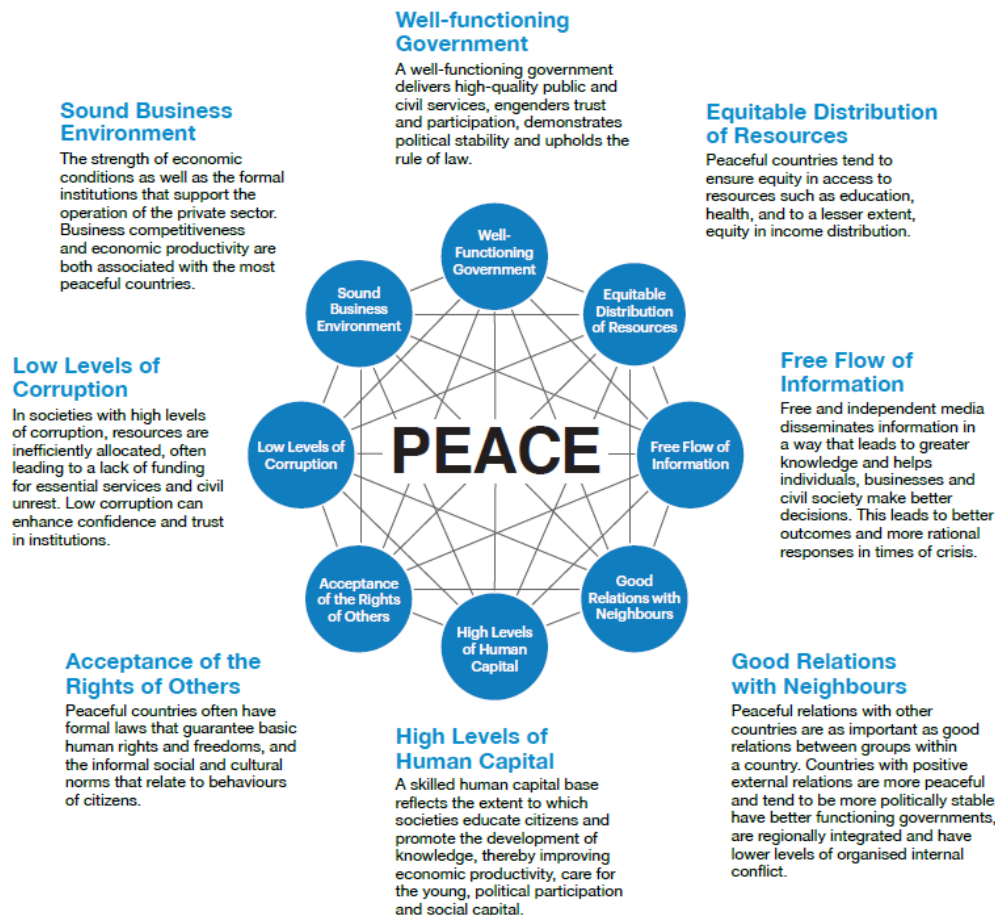 Well-functioning
Government
A well-functioning government
delivers high-quality public and
civil services, engenders trust
and participation, demonstrates
political stability and upholds the
rule of law.
Sound Business
Environment
The strength of economic
conditions as well as the formal
institutions that support the
operation of the private sector.
Business competitiveness
and economic productivity are
both associated with the most
peaceful countries.
Equitable Distribution
of Resources
Peaceful countries tend to
ensure equity in access to
resources such as education,
health, and to a lesser extent,
equity in income distribution.
Well-
Functioning
Government
Sound
Business
Environment
Equitable
Distribution
of Resources
Low Levels of
Corruption
In societies with high levels
of corruption, resources are
inefficiently allocated, often
leading to a lack of funding
for essential services and civil
unrest. Low corruption can
enhance confidence and trust
in institutions.
Low Levels of
Corruption
PEACE
Free Flow of
Information
Free Flow of
Information
Free and independent media
disseminates information in
a way that leads to greater
knowledge and helps
individuals, businesses and
civil society make better
decisions. This leads to better
outcomes and more rational
responses in times of crisis.
Acceptance
of the Rights
of Others
High Levels
of Human
Capital
Good
Relations with
Neighbours
Acceptance of the
Rights of Others
Peaceful countries often have
formal laws that guarantee basic
human rights and freedoms, and
the informal social and cultural
norms that relate to behaviours
of citizens.
High Levels of
Human Capital
A skilled human capital base
reflects the extent to which
societies educate citizens and
promote the development of
knowledge, thereby improving
economic productivity, care for
the young, political participation
and social capital.
Good Relations
with Neighbours
Peaceful relations with other
countries are as important as good
relations between groups within
a country. Countries with positive
external relations are more peaceful
and tend to be more politically stable,
have better functioning governments,
are regionally integrated and have
lower levels of organised internal
conflict.